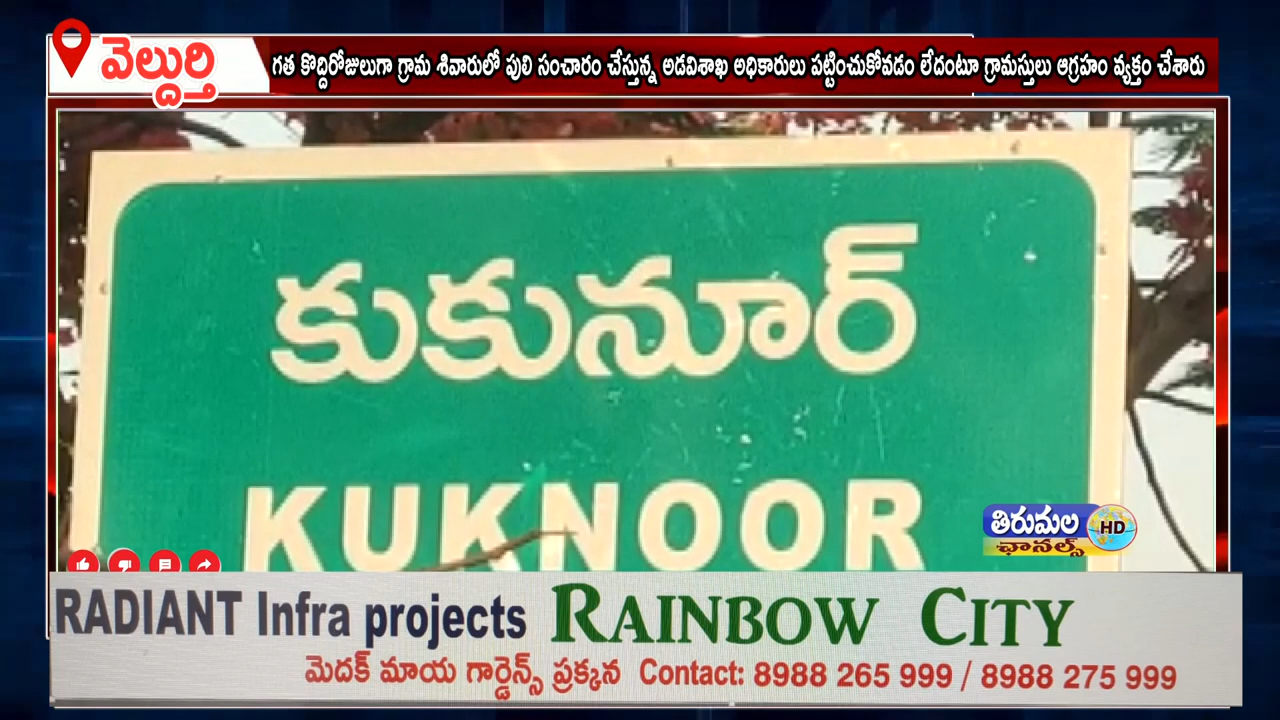 వెల్దుర్తి
గత కొద్దిరోజులుగా గ్రామ శివారులో పులి సంచారం చేస్తున్న అడవిశాఖ అధికారులు పట్టించుకోవడం లేదంటూ గ్రామస్తులు ఆగ్రహం వ్యక్తం చేశారు
కుకునూర్
KUKNOOR
తిరుమల HD
ఛానల్స్
RADIANT Infra projects RAINBOW CITY
మెదక్ మాయ గార్డెన్స్ ప్రక్కన Contact: 8988 265 999 / 8988 275 999